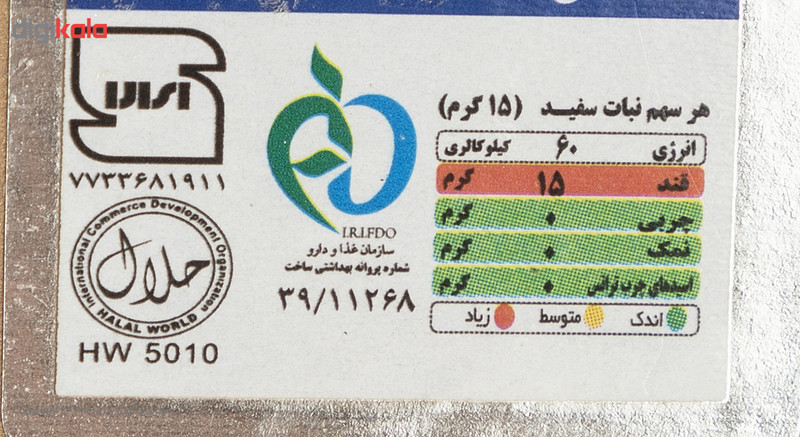 digikala
ایران
۷۷۳۳۶۸۱۹۱۱
International Commerce Development Organization
حلال
HALAL WORLD
HW 5010
I.R.I.FDO
سازمان غذا و دارو
شماره پروانه بهداشتی ساخت
۳۹/۱۱۲۶۸
هر سهم نبات سفید (۱۵ گرم)
انرژی ۶۰ کیلوکالری
قند ۱۵ گرم
چربی ۰ گرم
نمک ۰ گرم
اسیدهای چرب ترانس ۰ گرم
اندک متوسط زیاد